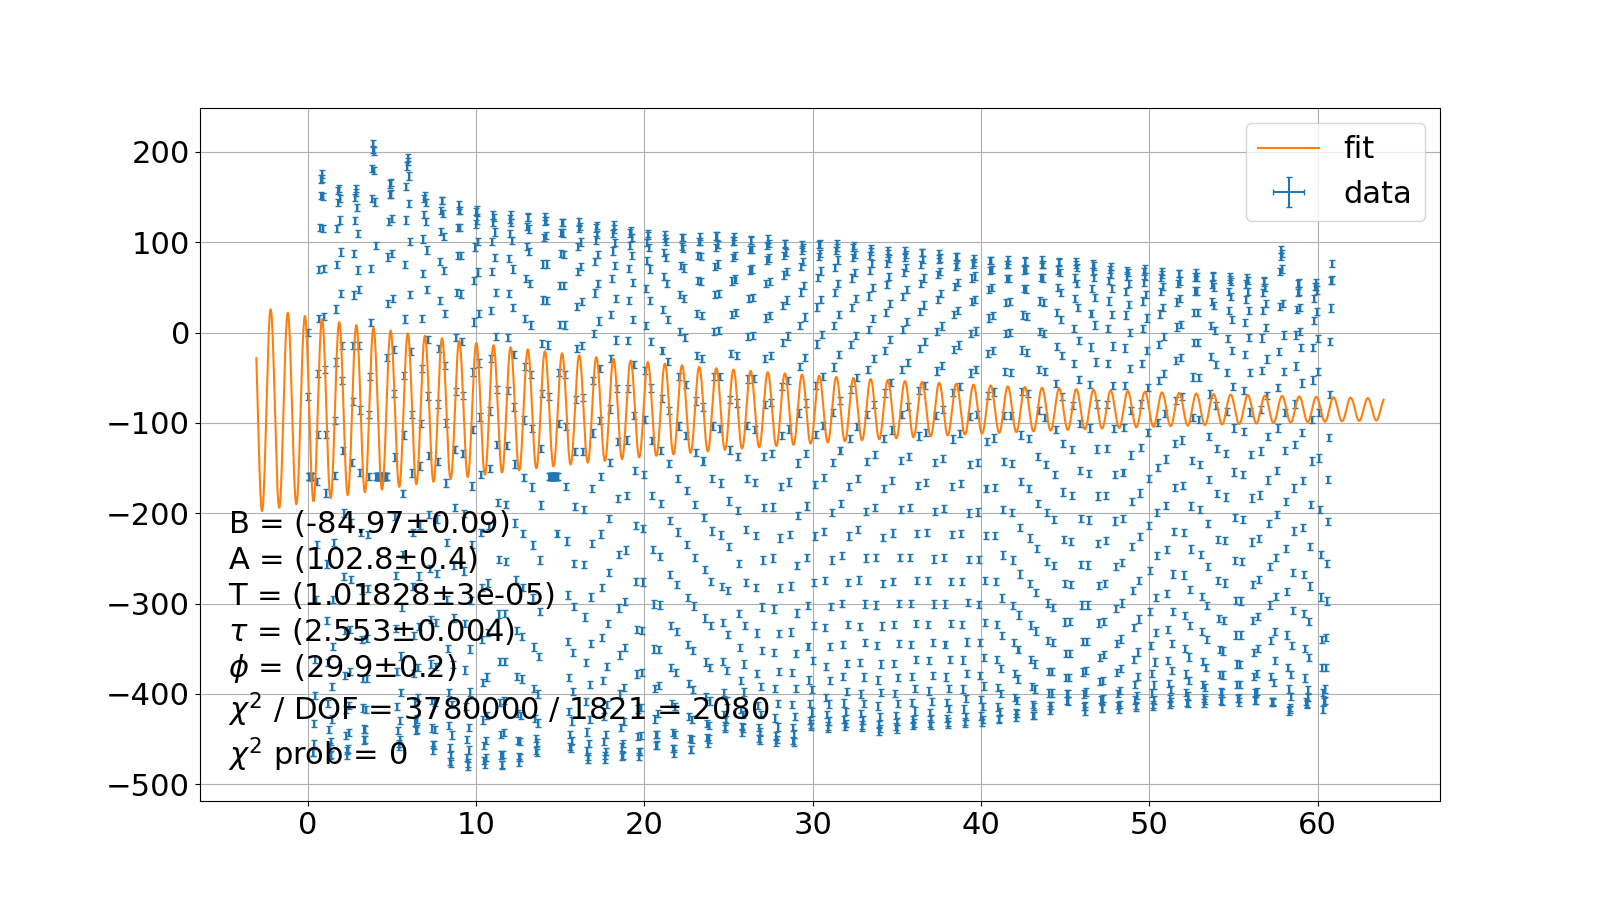 200
100
0
−100
−200
−300
−400
−500
fit
data
B = (-84.97±0.09)
A = (102.8±0.4)
T = (1.01828±3e-05)
τ = (2.553±0.004)
ϕ = (29.9±0.2)
χ² / DOF = 3780000 / 1821 = 2080
χ² prob = 0
0 10 20 30 40 50 60